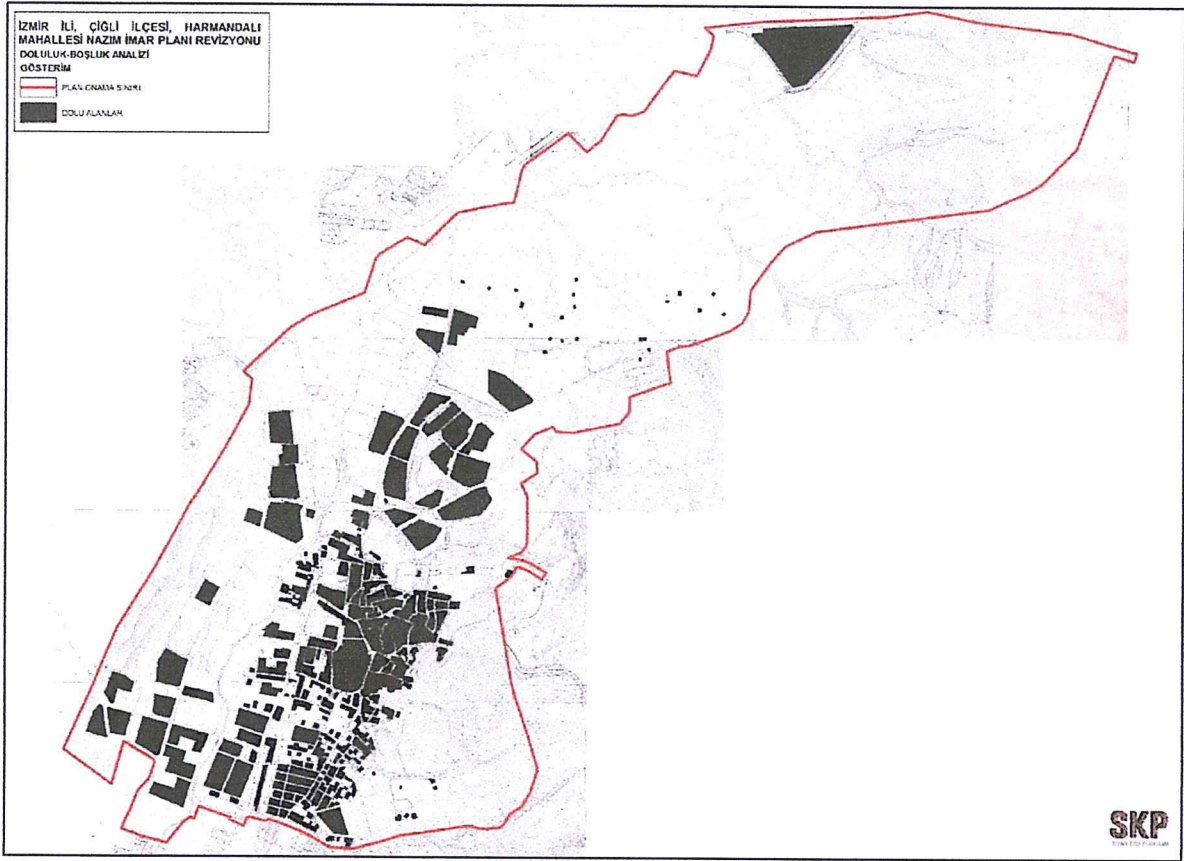 İZMİR İLİ, ÇİĞLİ İLÇESİ, HARMANDALI
MAHALLESİ NAZIM İMAR PLANI REVİZYONU
DOLULUK-BOŞLUK ANALİZİ
GÖSTERİM
PLAN ONAMA SINIRI
DOLU ALANLAR
SKP